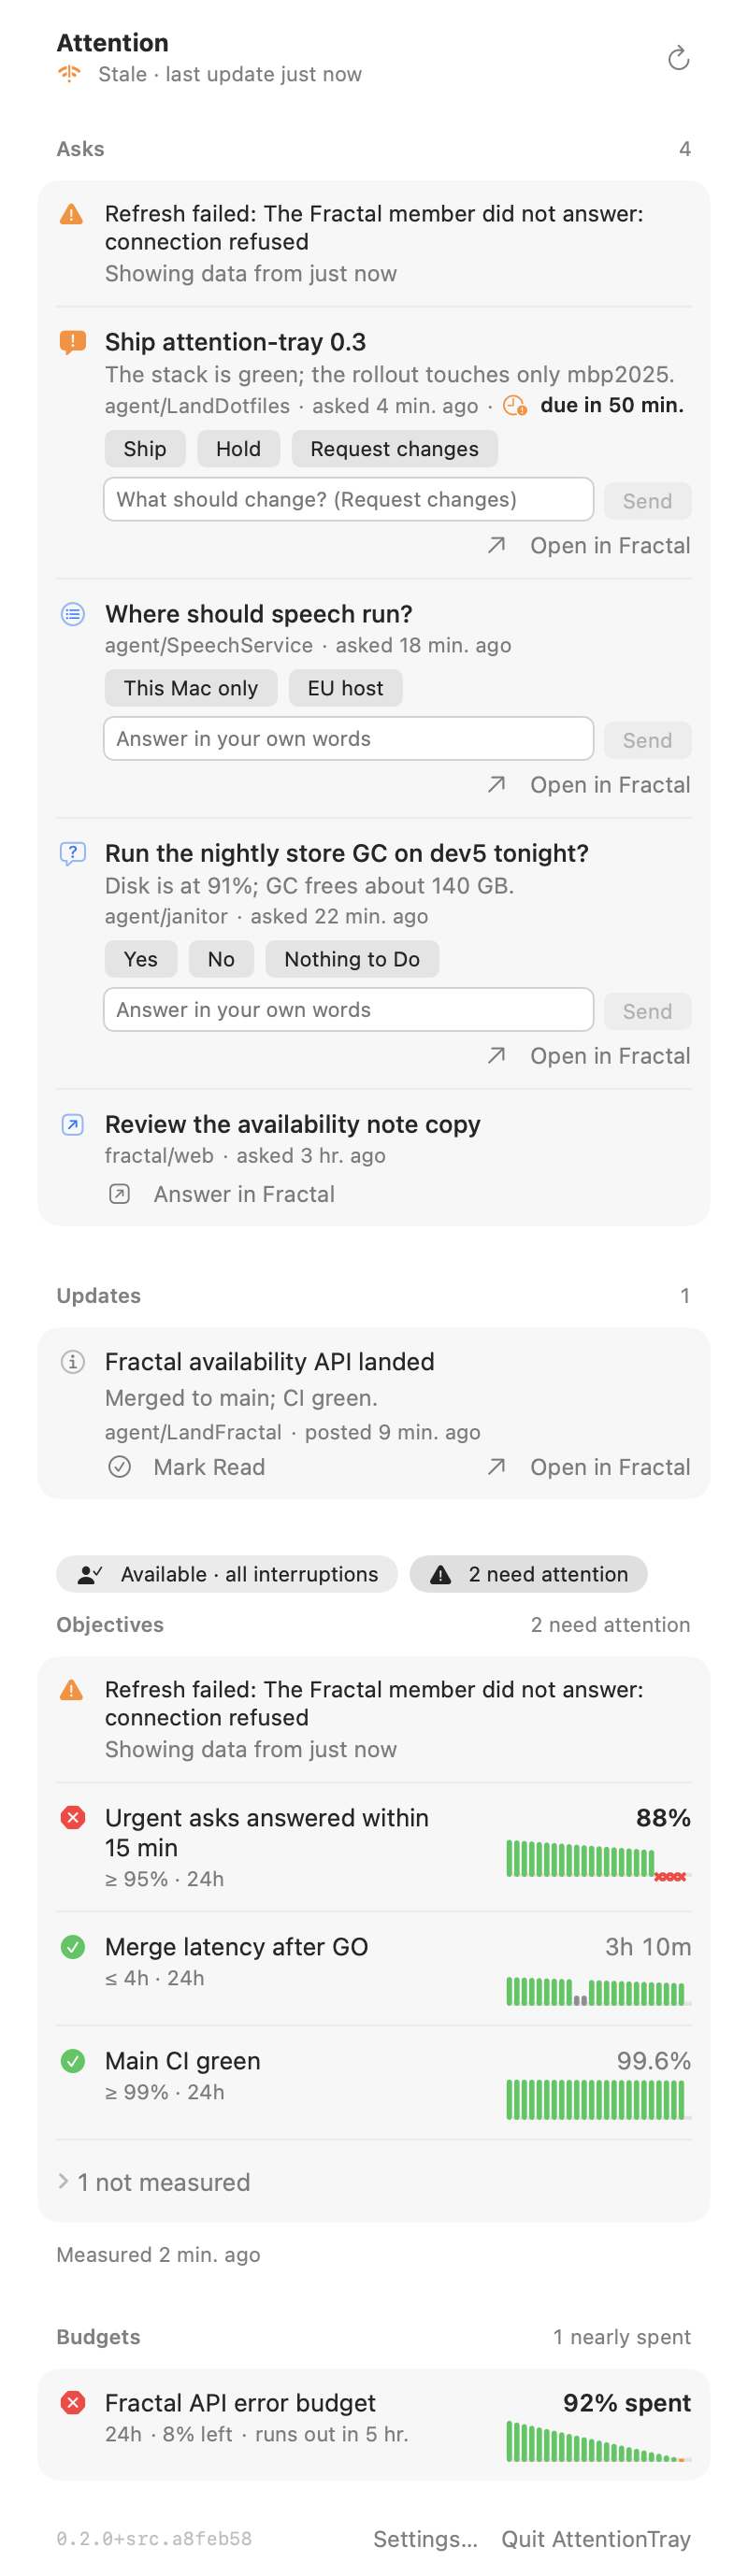 Attention
Stale · last update just now
Asks
4
Refresh failed: The Fractal member did not answer:
connection refused
Showing data from just now
Ship attention-tray 0.3
The stack is green; the rollout touches only mbp2025.
agent/LandDotfiles · asked 4 min. ago · due in 50 min.
Ship
Hold
Request changes
What should change? (Request changes)
Send
Open in Fractal
Where should speech run?
agent/SpeechService · asked 18 min. ago
This Mac only
EU host
Answer in your own words
Send
Open in Fractal
Run the nightly store GC on dev5 tonight?
Disk is at 91%; GC frees about 140 GB.
agent/janitor · asked 22 min. ago
Yes
No
Nothing to Do
Answer in your own words
Send
Open in Fractal
Review the availability note copy
fractal/web · asked 3 hr. ago
Answer in Fractal
Updates
1
Fractal availability API landed
Merged to main; CI green.
agent/LandFractal · posted 9 min. ago
Mark Read
Open in Fractal
Available · all interruptions
2 need attention
Objectives
2 need attention
Refresh failed: The Fractal member did not answer:
connection refused
Showing data from just now
Urgent asks answered within
15 min
88%
≥ 95% · 24h
Merge latency after GO
3h 10m
≤ 4h · 24h
Main CI green
99.6%
≥ 99% · 24h
1 not measured
Measured 2 min. ago
Budgets
1 nearly spent
Fractal API error budget
92% spent
24h · 8% left · runs out in 5 hr.
0.2.0+src.a8feb58
Settings...
Quit AttentionTray